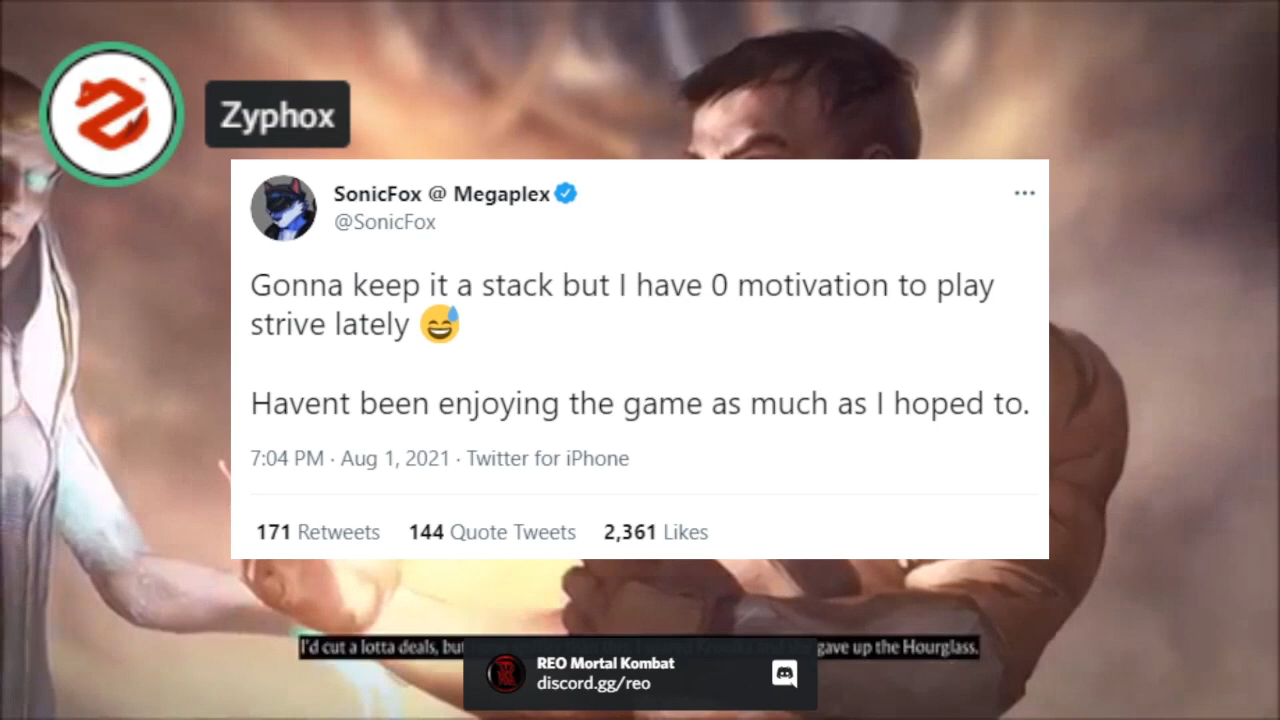 Zyphox
SonicFox @ Megaplex
@SonicFox
Gonna keep it a stack but I have 0 motivation to play
strive lately 😅
Havent been enjoying the game as much as I hoped to.
7:04 PM · Aug 1, 2021 · Twitter for iPhone
171 Retweets 144 Quote Tweets 2,361 Likes
I'd cut a lotta deals, but gave up the Hourglass.
REO Mortal Kombat
discord.gg/reo